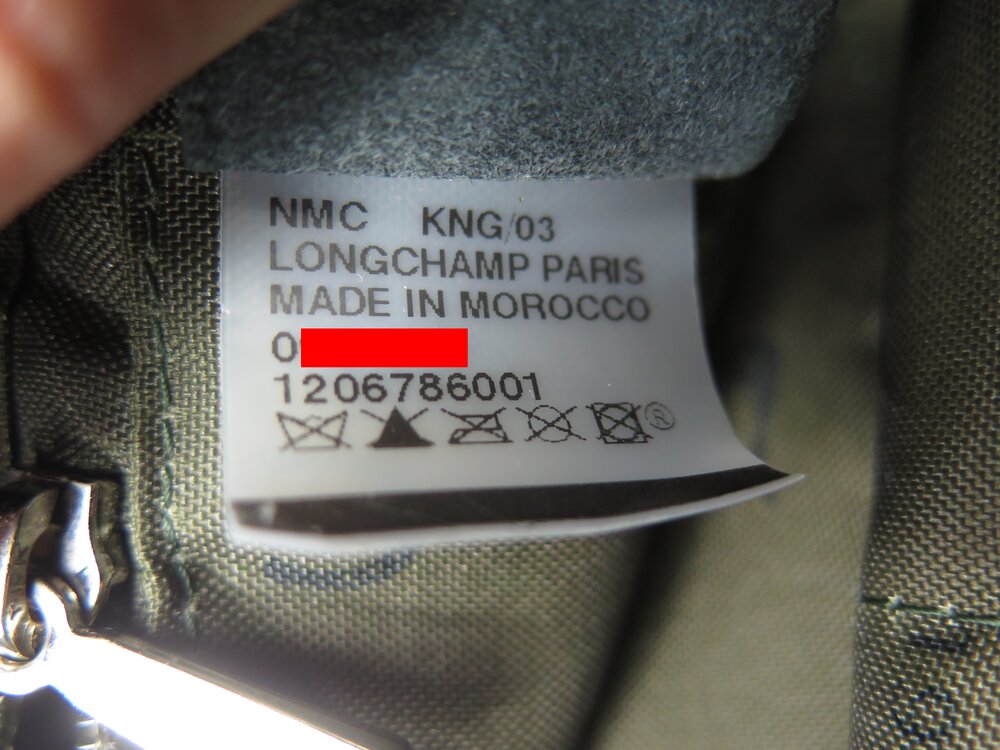 NMC KNG/03
LONGCHAMP PARIS
MADE IN MOROCCO
0
1206786001
®